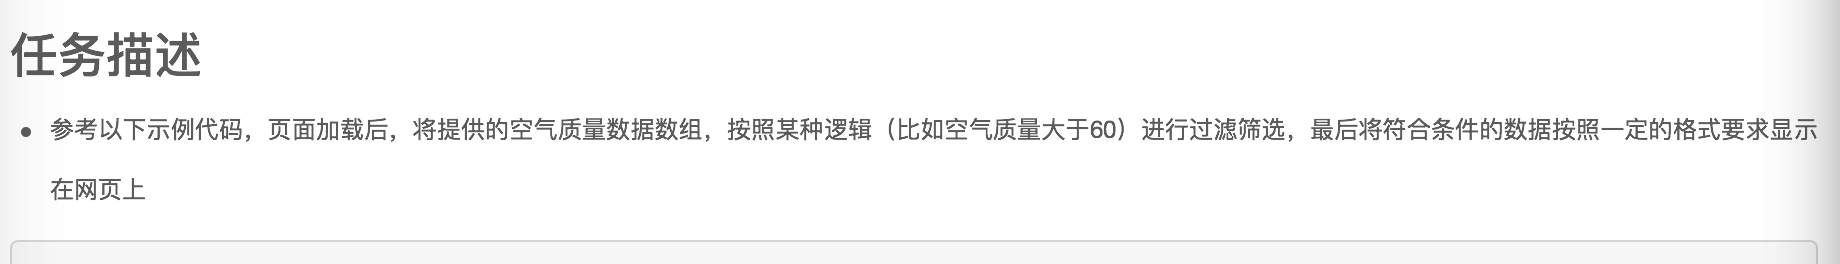 任务描述
参考以下示例代码，页面加载后，将提供的空气质量数据数组，按照某种逻辑（比如空气质量大于60）进行过滤筛选，最后将符合条件的数据按照一定的格式要求显示
在网页上